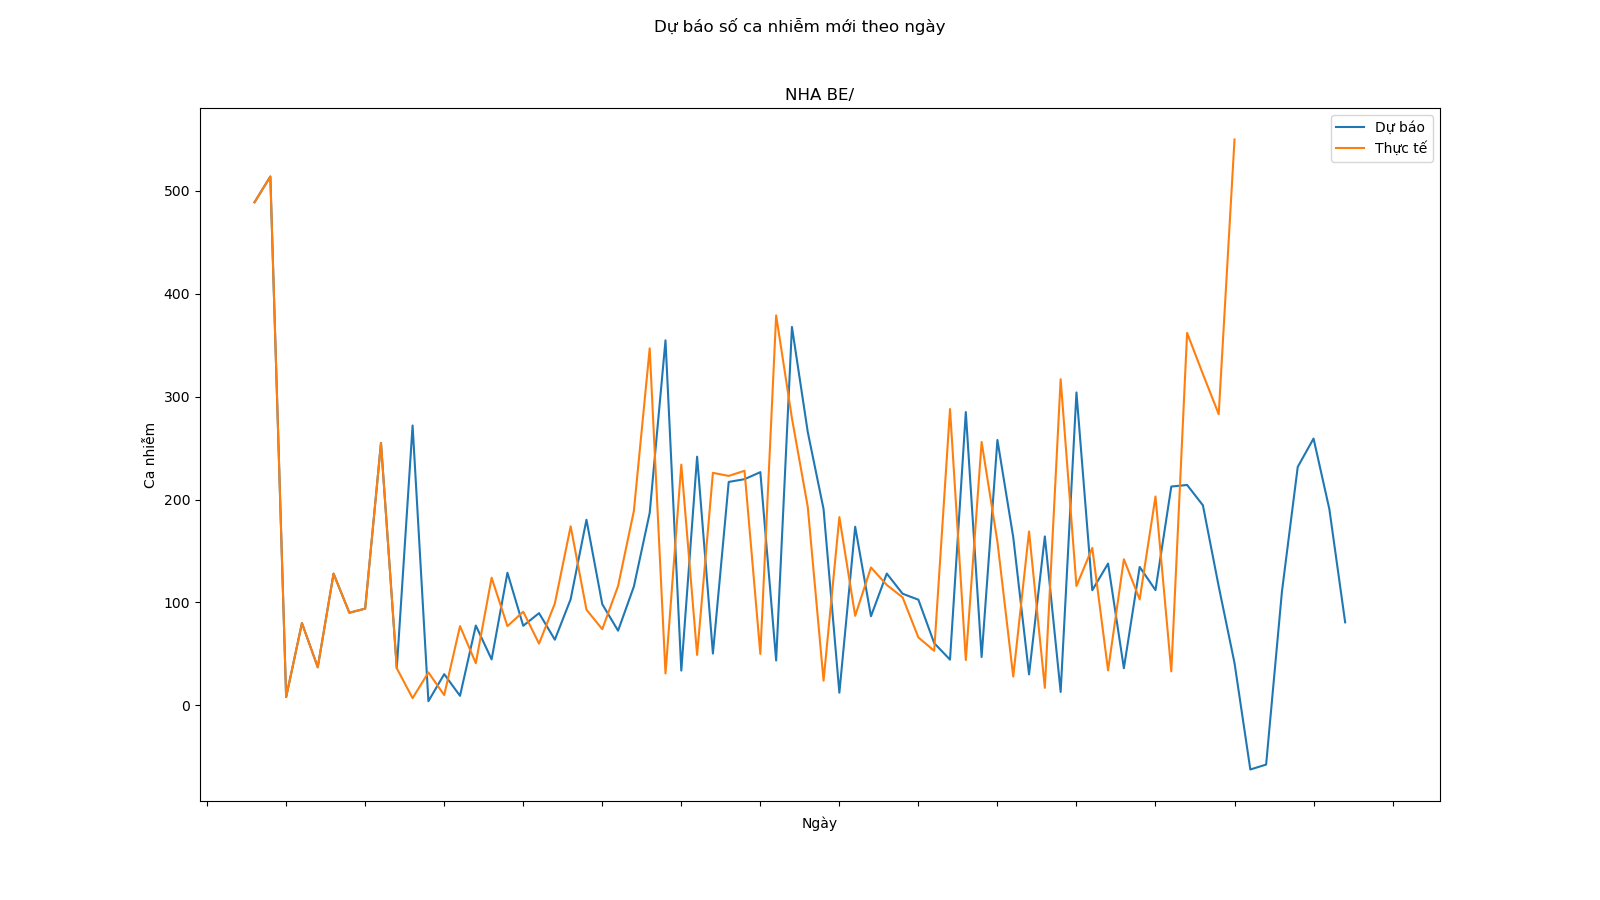 Dự báo số ca nhiễm mới theo ngày
NHA BE/
Dự báo
Thực tế
500
400
300
200
100
0
Ca nhiễm
Ngày